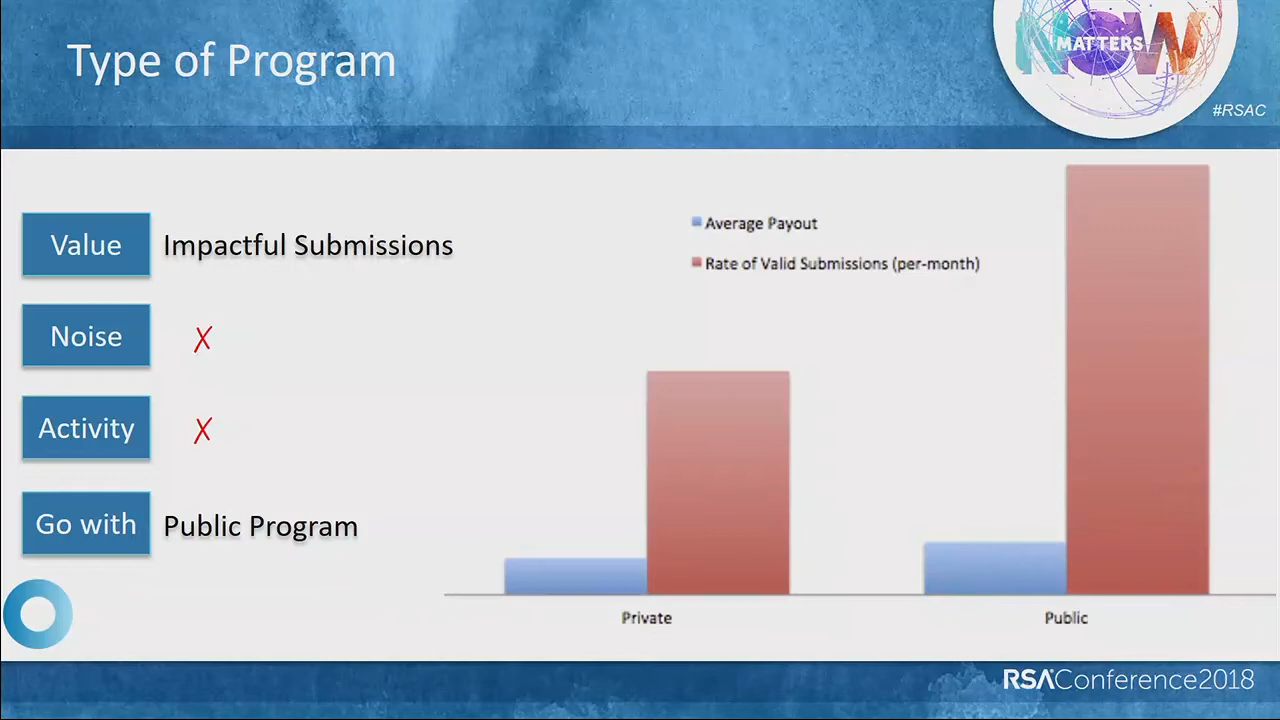 Type of Program
NOW
MATTERS
#RSAC
Value
Impactful Submissions
Noise
X
Activity
X
Go with
Public Program
Average Payout
Rate of Valid Submissions (per-month)
Private
Public
RSAConference2018